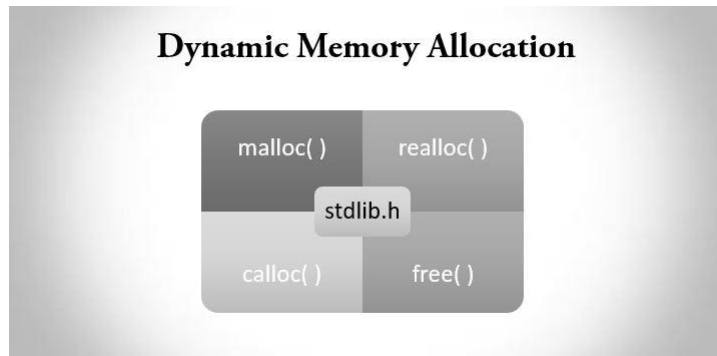 Dynamic Memory Allocation
malloc( )
realloc( )
stdlib.h
calloc( )
free( )